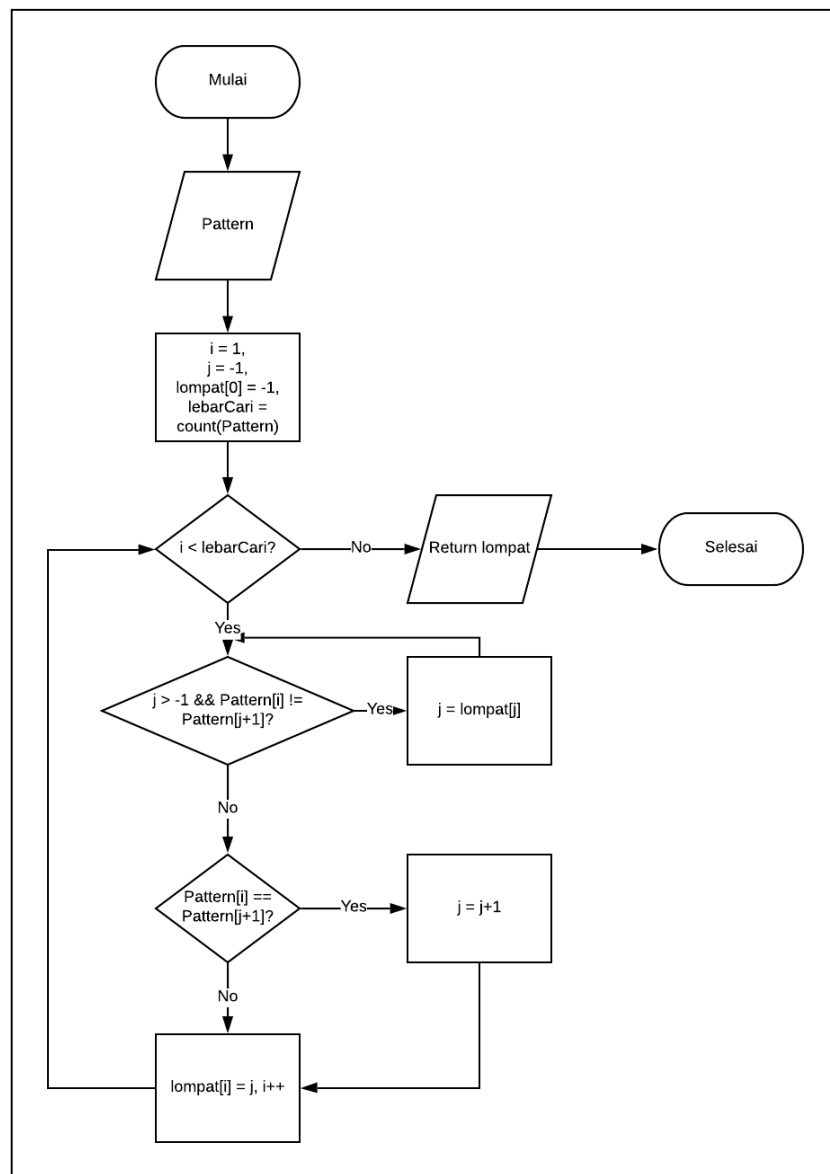 Mulai
Pattern
i = 1,
j = -1,
lompat[0] = -1,
lebarCari =
count(Pattern)
i < lebarCari?
No
Return lompat
Selesai
Yes
j > -1 && Pattern[i] !=
Pattern[j+1]?
Yes
j = lompat[j]
No
Pattern[i] ==
Pattern[j+1]?
Yes
j = j+1
No
lompat[i] = j, i++